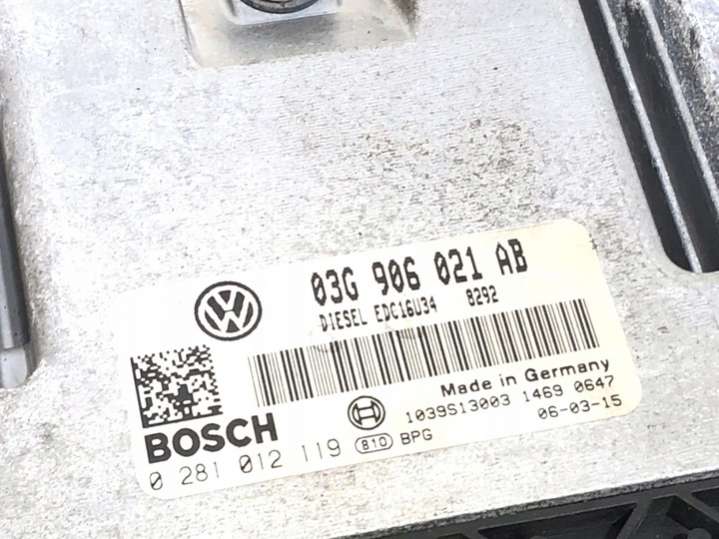 03G 906 021 AB
DIESEL EDC16U34 8292
Made in Germany
BOSCH 1039S13003 1469 0647
0 281 012 119 810 BPG 06-03-15